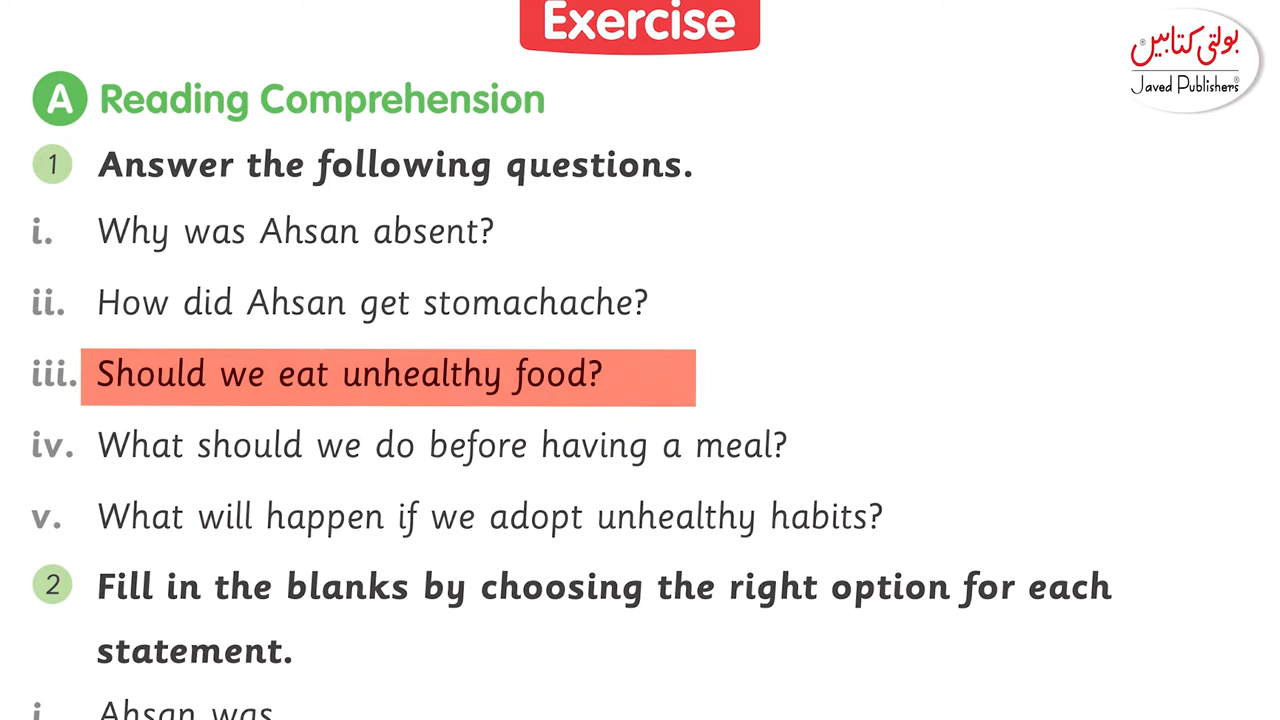 Exercise
بولتی کتابیں
Javed Publishers
A Reading Comprehension
1 Answer the following questions.
i. Why was Ahsan absent?
ii. How did Ahsan get stomachache?
iii. Should we eat unhealthy food?
iv. What should we do before having a meal?
v. What will happen if we adopt unhealthy habits?
2 Fill in the blanks by choosing the right option for each
statement.
i. Ahsan was